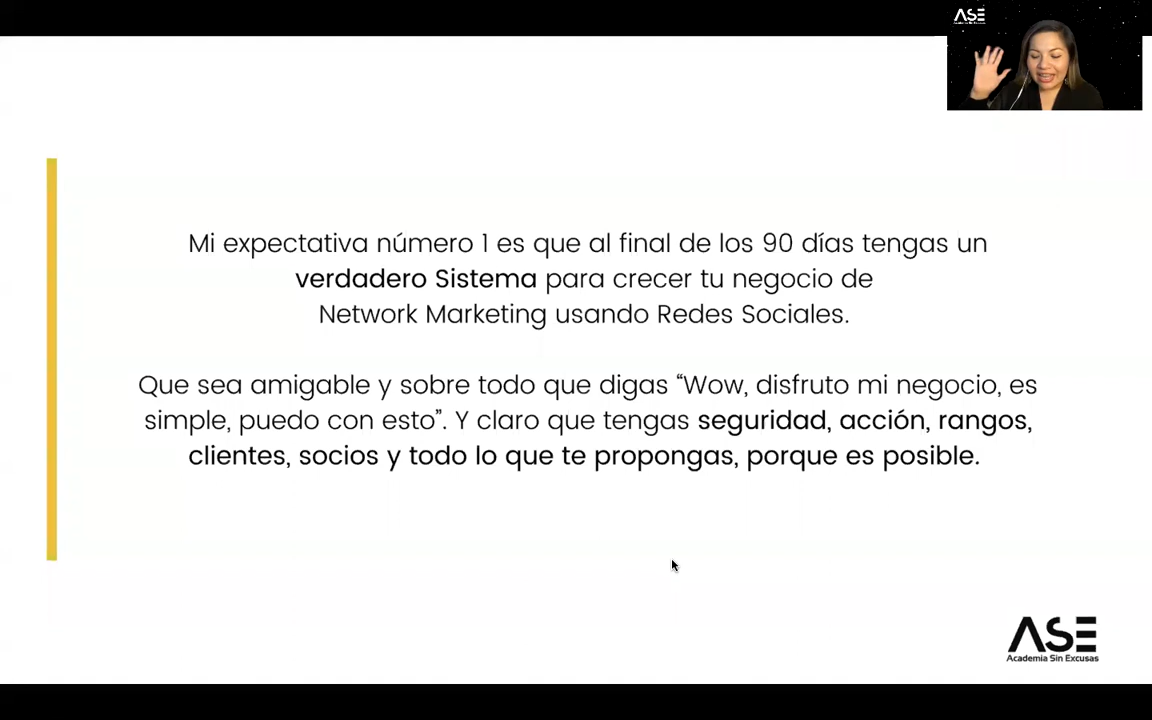 ASE
Mi expectativa número 1 es que al final de los 90 días tengas un
verdadero Sistema para crecer tu negocio de
Network Marketing usando Redes Sociales.
Que sea amigable y sobre todo que digas “Wow, disfruto mi negocio, es
simple, puedo con esto”. Y claro que tengas seguridad, acción, rangos,
clientes, socios y todo lo que te propongas, porque es posible.
ASE
Academia Sin Excusas